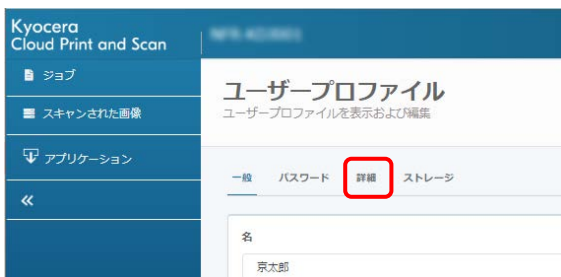 Kyocera
Cloud Print and Scan
ジョブ
スキャンされた画像
アプリケーション
«
ユーザープロファイル
ユーザープロファイルを表示および編集
一般 パスワード 詳細 ストレージ
名
京太郎